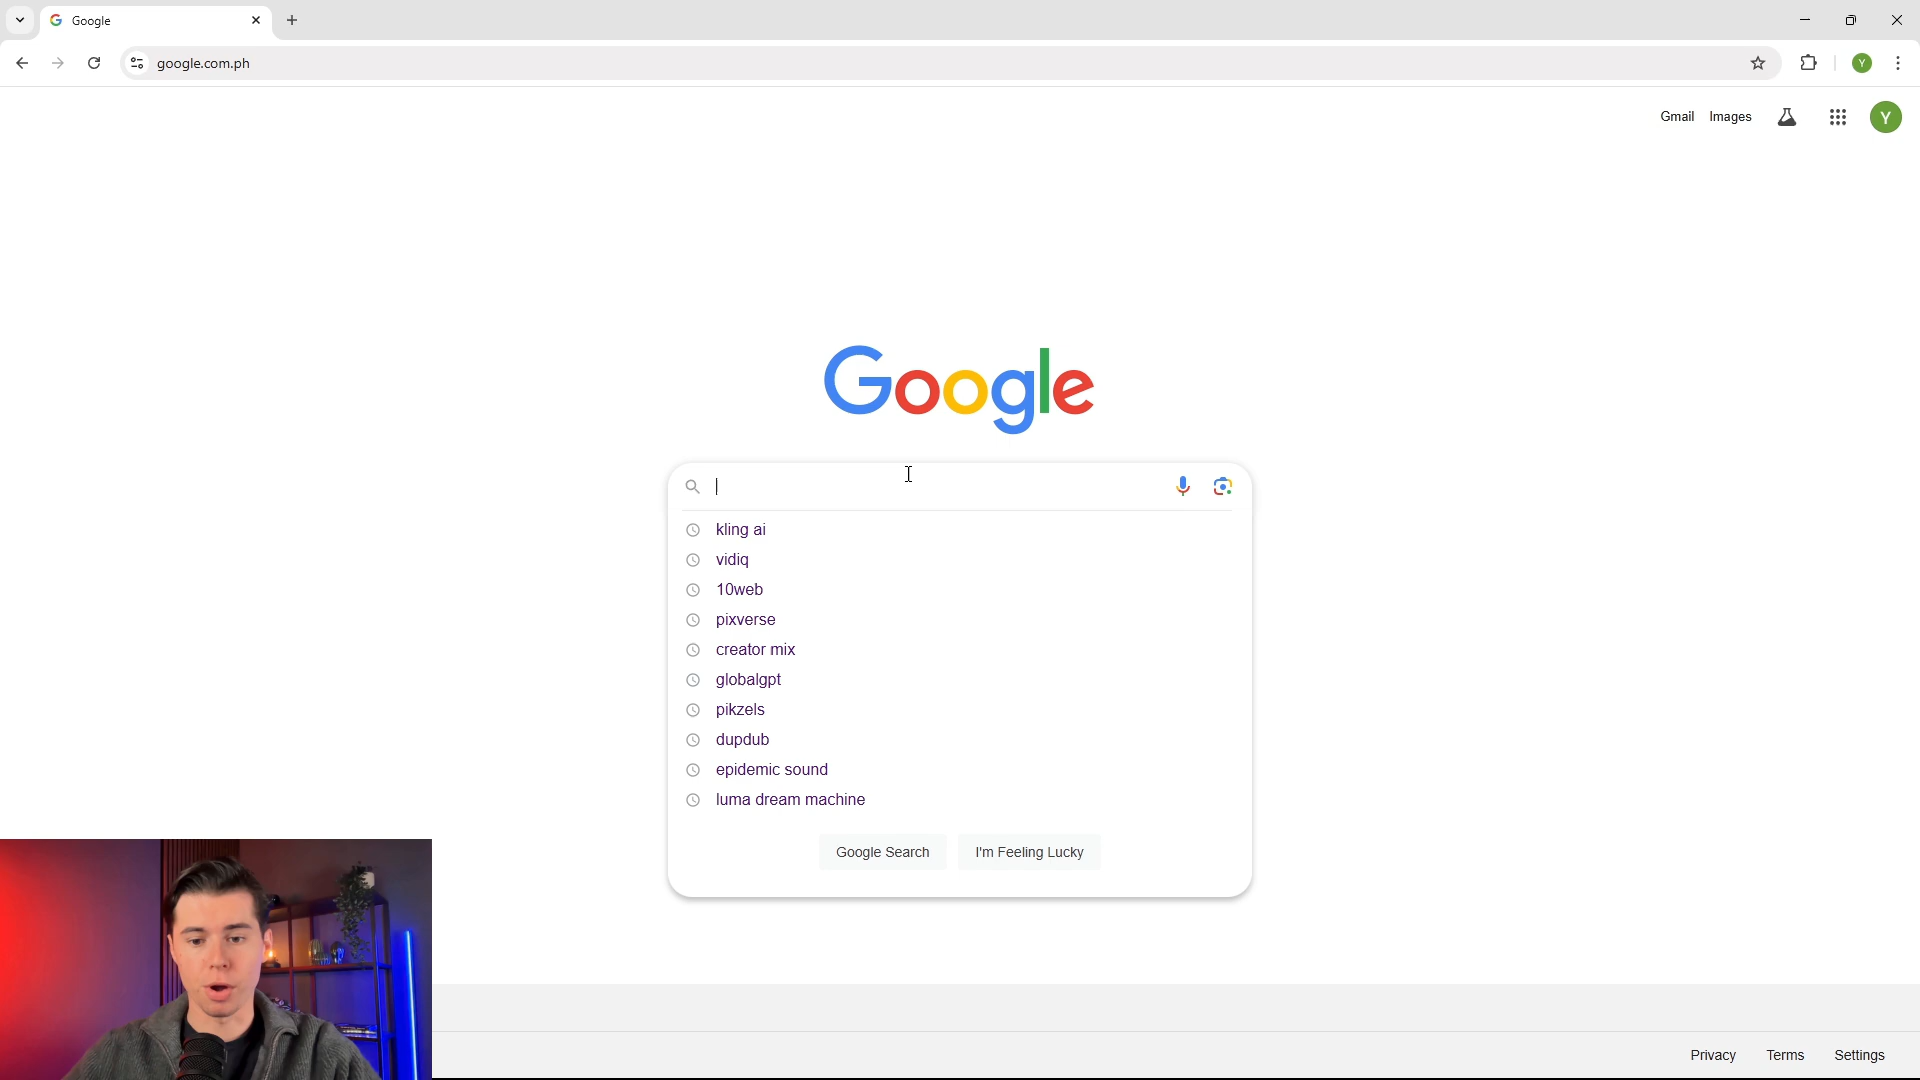 Google
google.com.ph
Y
Gmail Images
Y
Google
kling ai
vidiq
10web
pixverse
creator mix
globalgpt
pikzels
dupdub
epidemic sound
luma dream machine
Google Search I'm Feeling Lucky
Privacy Terms Settings